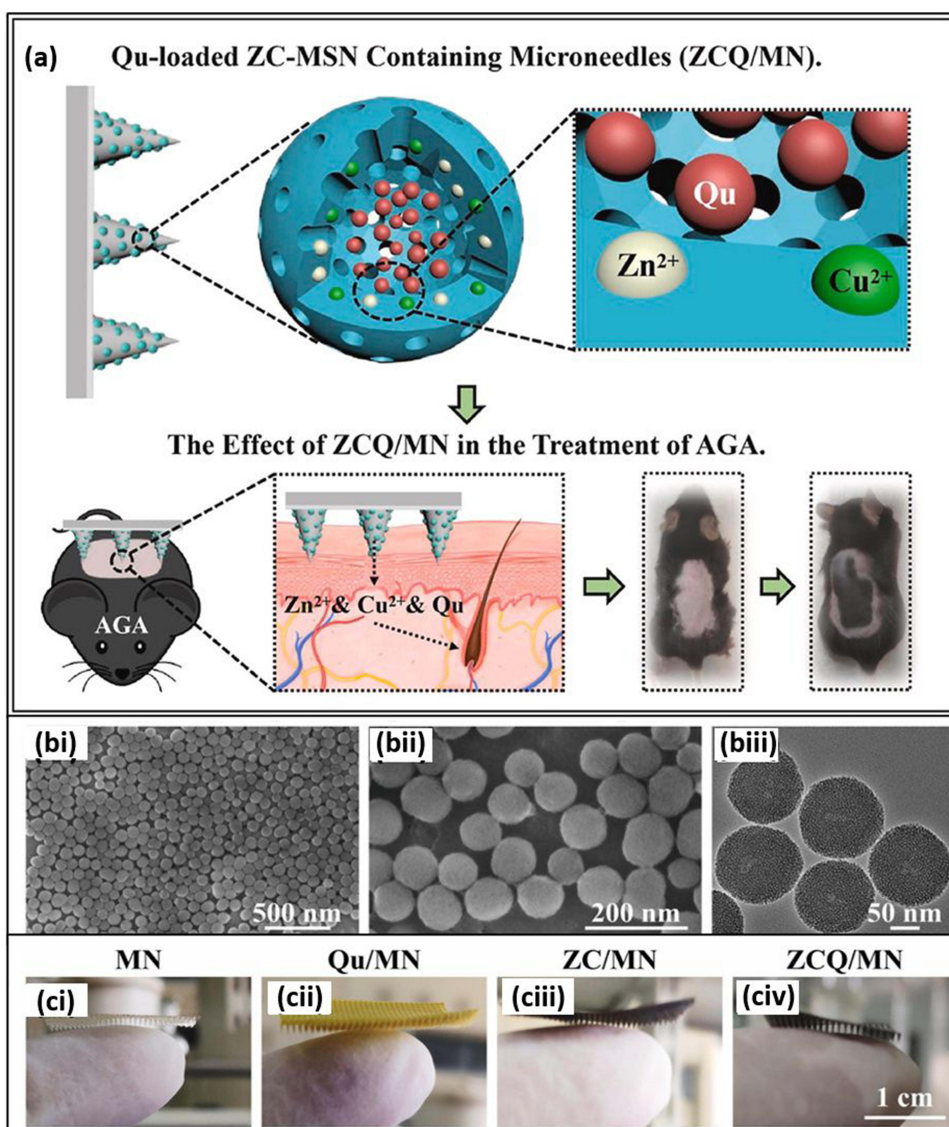 (a)
Qu-loaded ZC-MSN Containing Microneedles (ZCQ/MN).
Qu
Zn²⁺
Cu²⁺
The Effect of ZCQ/MN in the Treatment of AGA.
AGA
Zn²⁺& Cu²⁺& Qu
(bi)
500 nm
(bii)
200 nm
(biii)
50 nm
MN
Qu/MN
ZC/MN
ZCQ/MN
(ci)
(cii)
(ciii)
(civ)
1 cm